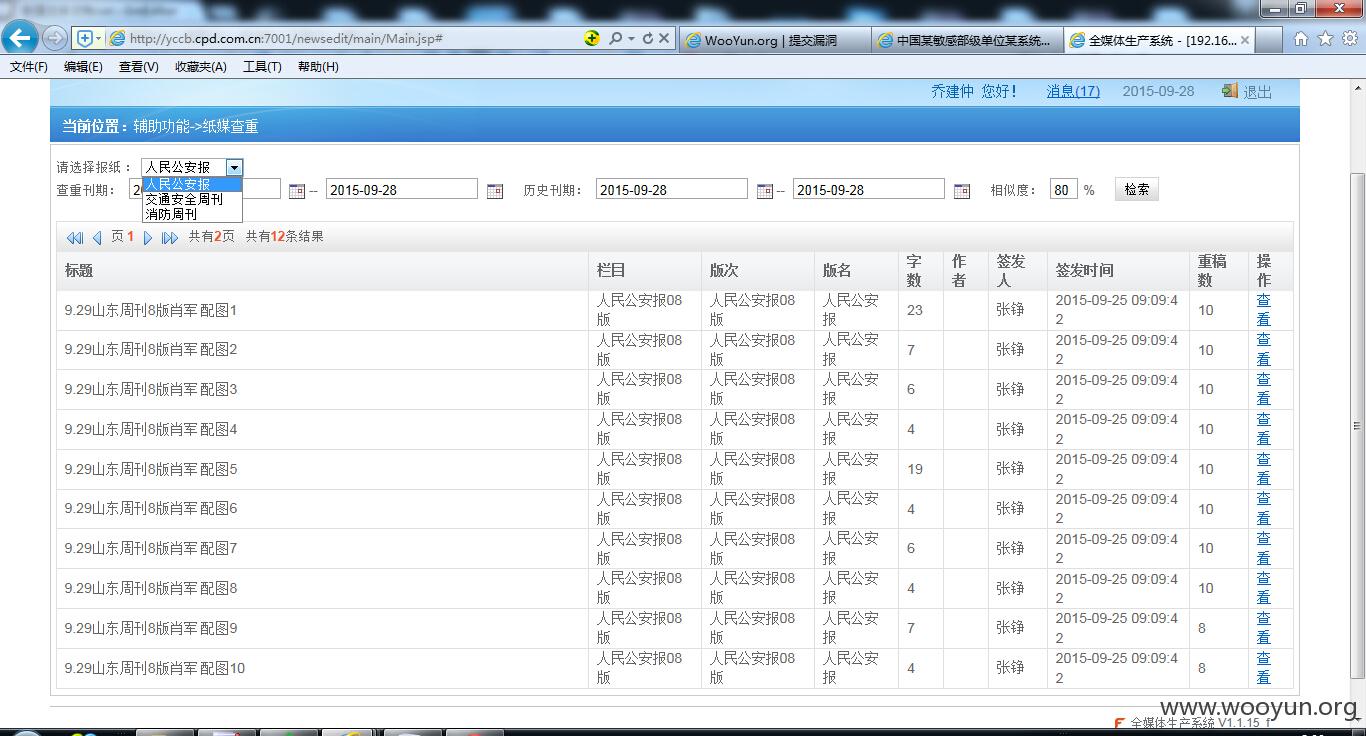 http://yccb.cpd.com.cn:7001/newsedit/main/Main.jsp#
WooYun.org | 提交漏洞
中国某敏感部级单位某系统...
全媒体生产系统 - [192.16...
文件(F) 编辑(E) 查看(V) 收藏夹(A) 工具(T) 帮助(H)
乔建仲 您好! 消息(17) 2015-09-28 退出
当前位置：辅助功能->纸媒查重
请选择报纸： 人民公安报
人民公安报
交通安全周刊
消防周刊
查重刊期： 2 -- 2015-09-28 历史刊期： 2015-09-28 -- 2015-09-28 相似度： 80 % 检索
页 1 共有2页 共有12条结果
标题 栏目 版次 版名 字数 作者 签发人 签发时间 重稿数 操作
9.29山东周刊8版肖军 配图1 人民公安报08版 人民公安报08版 人民公安报 23 张铮 2015-09-25 09:09:42 10 查看
9.29山东周刊8版肖军 配图2 人民公安报08版 人民公安报08版 人民公安报 7 张铮 2015-09-25 09:09:42 10 查看
9.29山东周刊8版肖军 配图3 人民公安报08版 人民公安报08版 人民公安报 6 张铮 2015-09-25 09:09:42 10 查看
9.29山东周刊8版肖军 配图4 人民公安报08版 人民公安报08版 人民公安报 4 张铮 2015-09-25 09:09:42 10 查看
9.29山东周刊8版肖军 配图5 人民公安报08版 人民公安报08版 人民公安报 19 张铮 2015-09-25 09:09:42 10 查看
9.29山东周刊8版肖军 配图6 人民公安报08版 人民公安报08版 人民公安报 4 张铮 2015-09-25 09:09:42 10 查看
9.29山东周刊8版肖军 配图7 人民公安报08版 人民公安报08版 人民公安报 6 张铮 2015-09-25 09:09:42 10 查看
9.29山东周刊8版肖军 配图8 人民公安报08版 人民公安报08版 人民公安报 4 张铮 2015-09-25 09:09:42 10 查看
9.29山东周刊8版肖军 配图9 人民公安报08版 人民公安报08版 人民公安报 7 张铮 2015-09-25 09:09:42 8 查看
9.29山东周刊8版肖军 配图10 人民公安报08版 人民公安报08版 人民公安报 4 张铮 2015-09-25 09:09:42 8 查看
www.wooyun.org
全媒体生产系统 V1.1.15_f